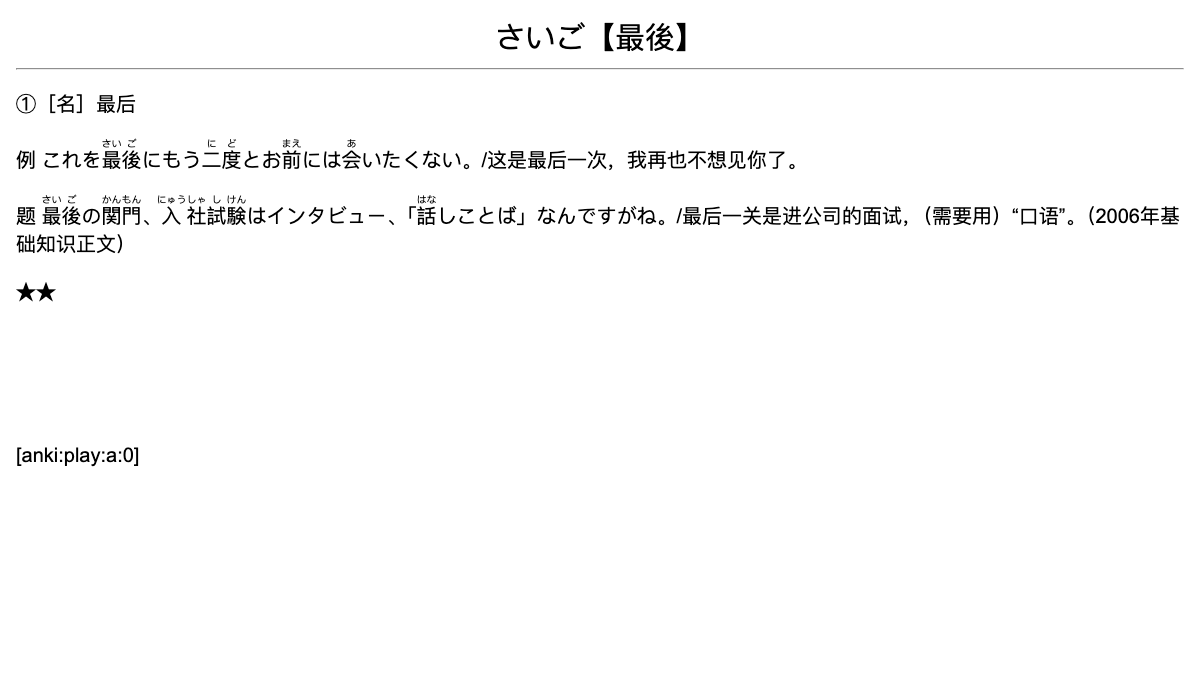 さいご【最後】
①［名］最后
例 これを最後にもう二度とお前には会いたくない。/这是最后一次，我再也不想见你了。
题 最後の関門、入社試験はインタビュー、「話しことば」なんですがね。/最后一关是进公司的面试，（需要用）“口语”。（2006年基
础知识正文）
★★
[anki:play:a:0]